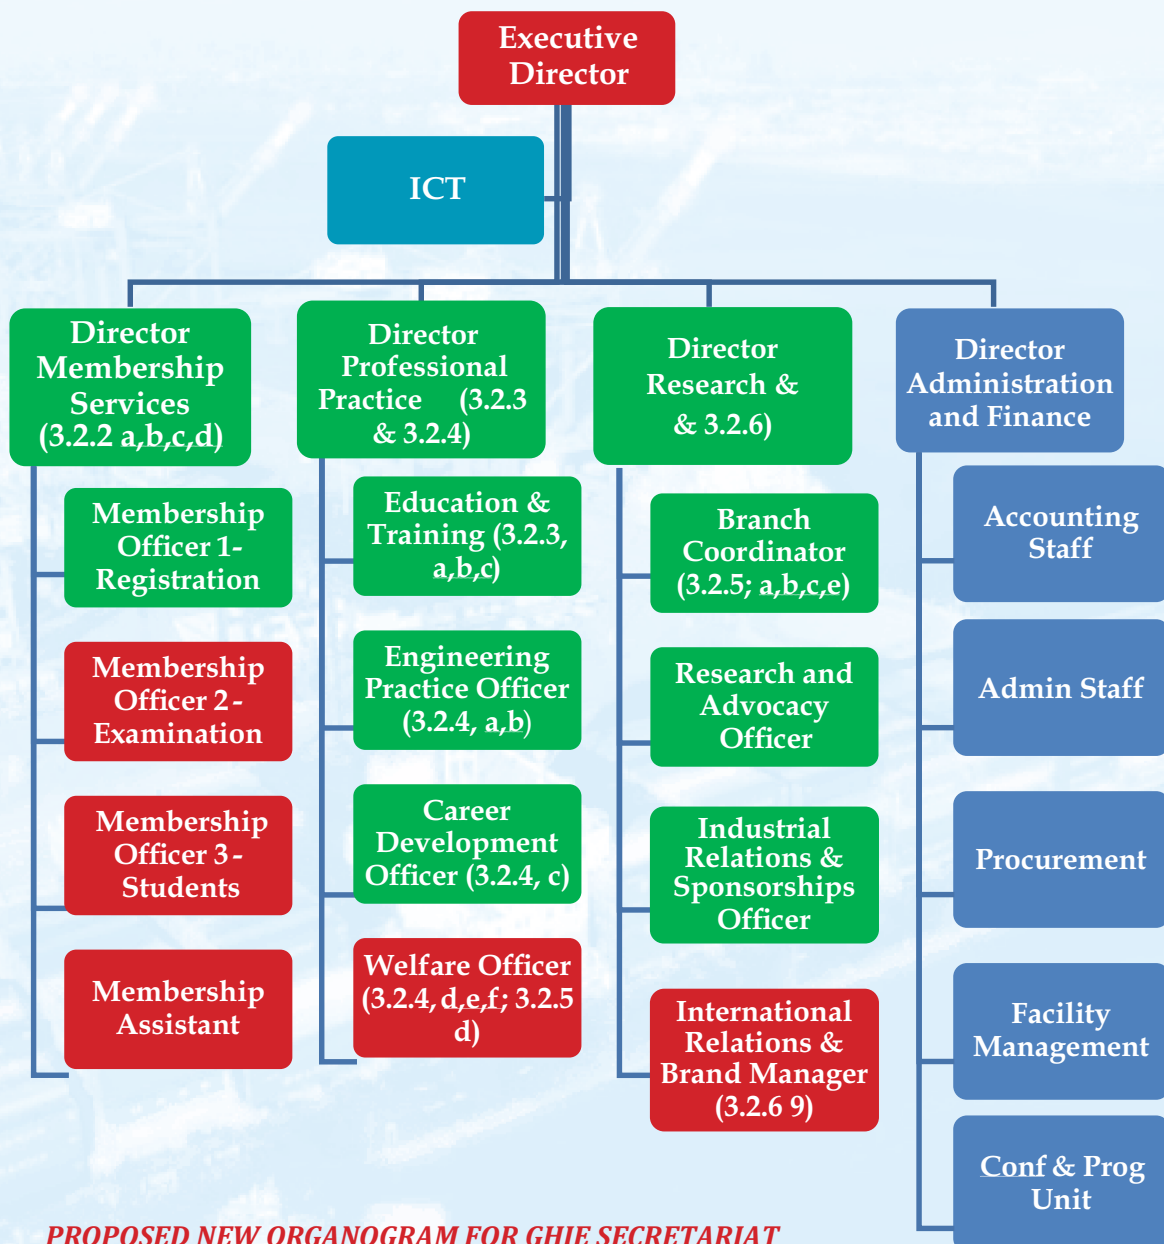 Executive
Director
ICT
Director
Membership
Services
(3.2.2 a,b,c,d)
Membership
Officer 1-
Registration
Membership
Officer 2-
Examination
Membership
Officer 3-
Students
Membership
Assistant
Director
Professional
Practice (3.2.3
& 3.2.4)
Education &
Training (3.2.3,
a,b,c)
Engineering
Practice Officer
(3.2.4, a,b)
Career
Development
Officer (3.2.4, c)
Welfare Officer
(3.2.4, d,e,f; 3.2.5
d)
Director
Research &
& 3.2.6)
Branch
Coordinator
(3.2.5; a,b,c,e)
Research and
Advocacy
Officer
Industrial
Relations &
Sponsorships
Officer
International
Relations &
Brand Manager
(3.2.6 9)
Director
Administration
and Finance
Accounting
Staff
Admin Staff
Procurement
Facility
Management
Conf & Prog
Unit
PROPOSED NEW ORGANOGRAM FOR GHIE SECRETARIAT